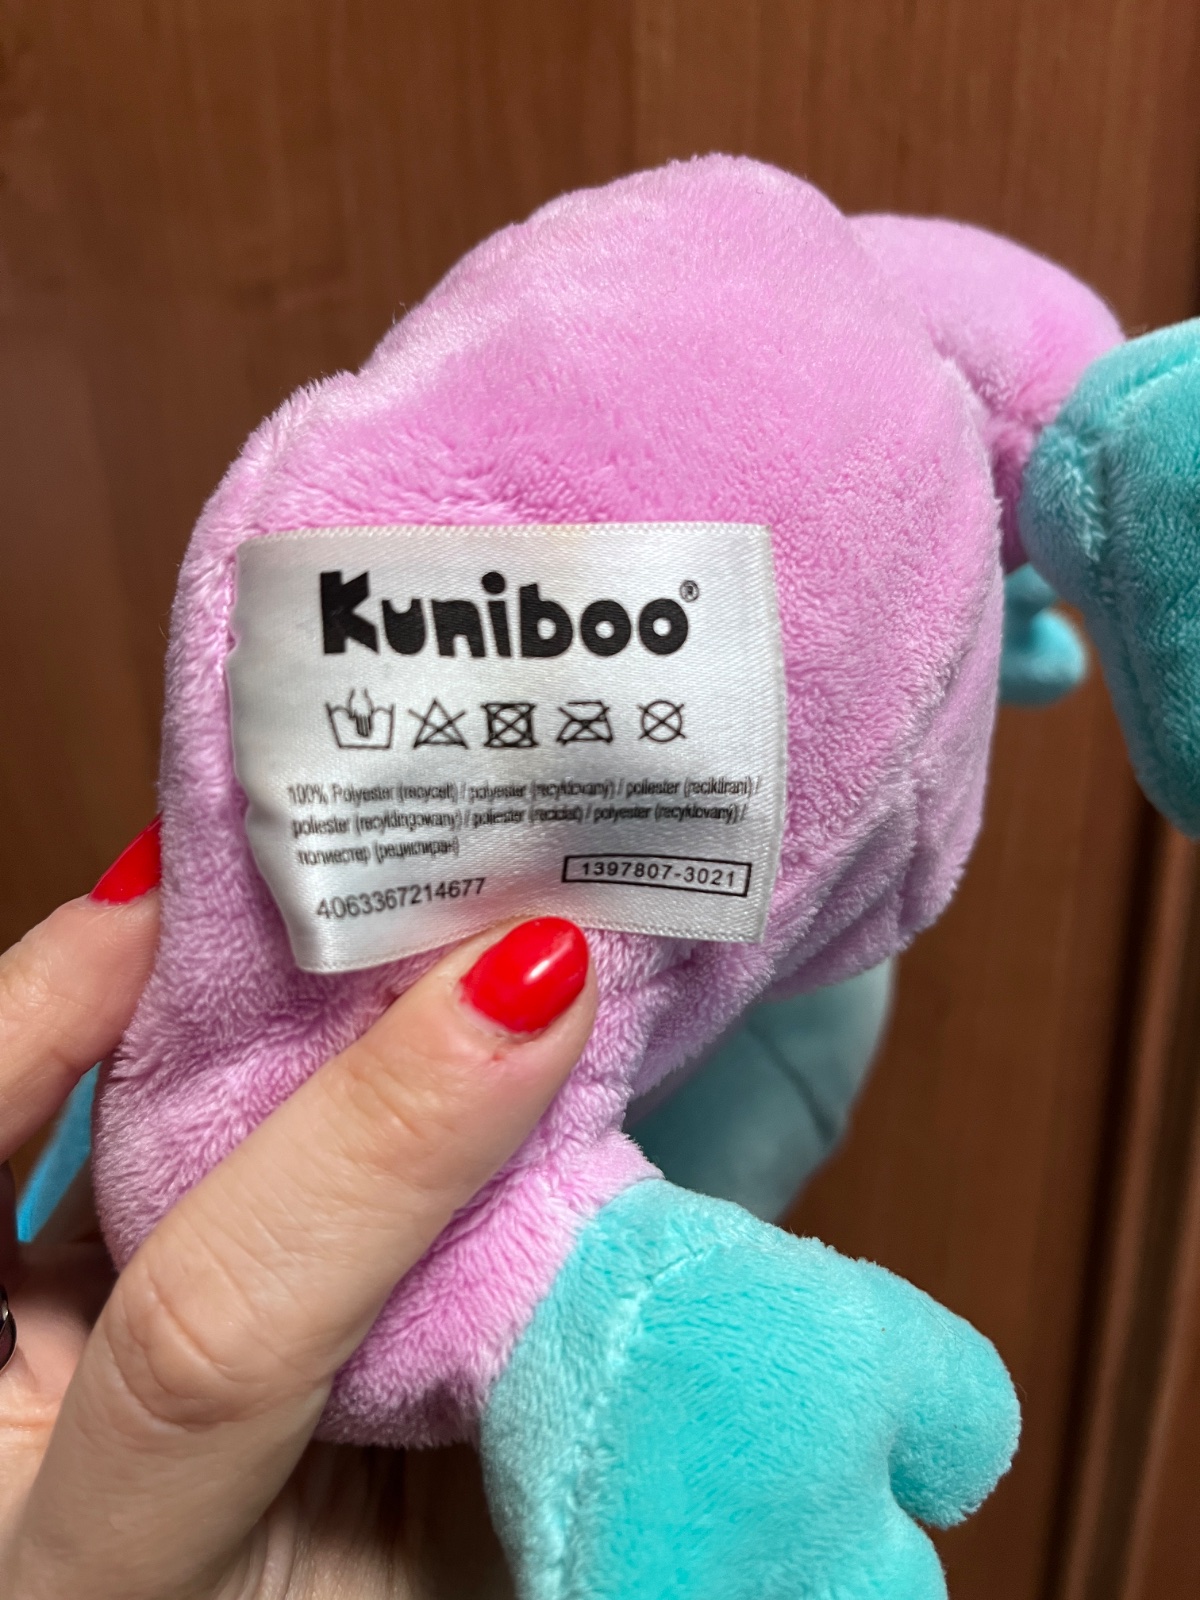 Kuniboo®
100% Polyester (recycelt) / polyester (recyklovaný) / poliester (reciklirani) /
poliester (recyklingowany) / poliester (reciclat) / polyester (recyklovaný) /
полиестер (рециклиран)
1397807-3021
4063367214677